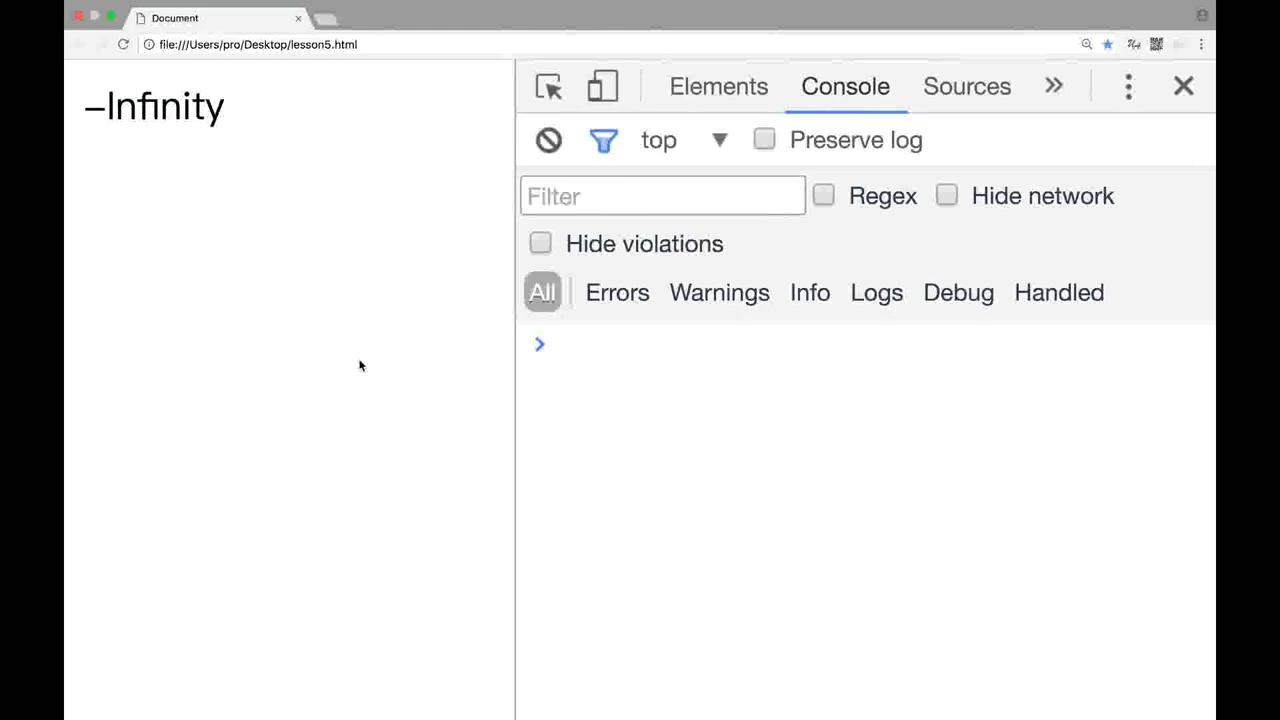 Document
file:///Users/pro/Desktop/lesson5.html
–Infinity
Elements Console Sources
top Preserve log
Filter Regex Hide network
Hide violations
All Errors Warnings Info Logs Debug Handled